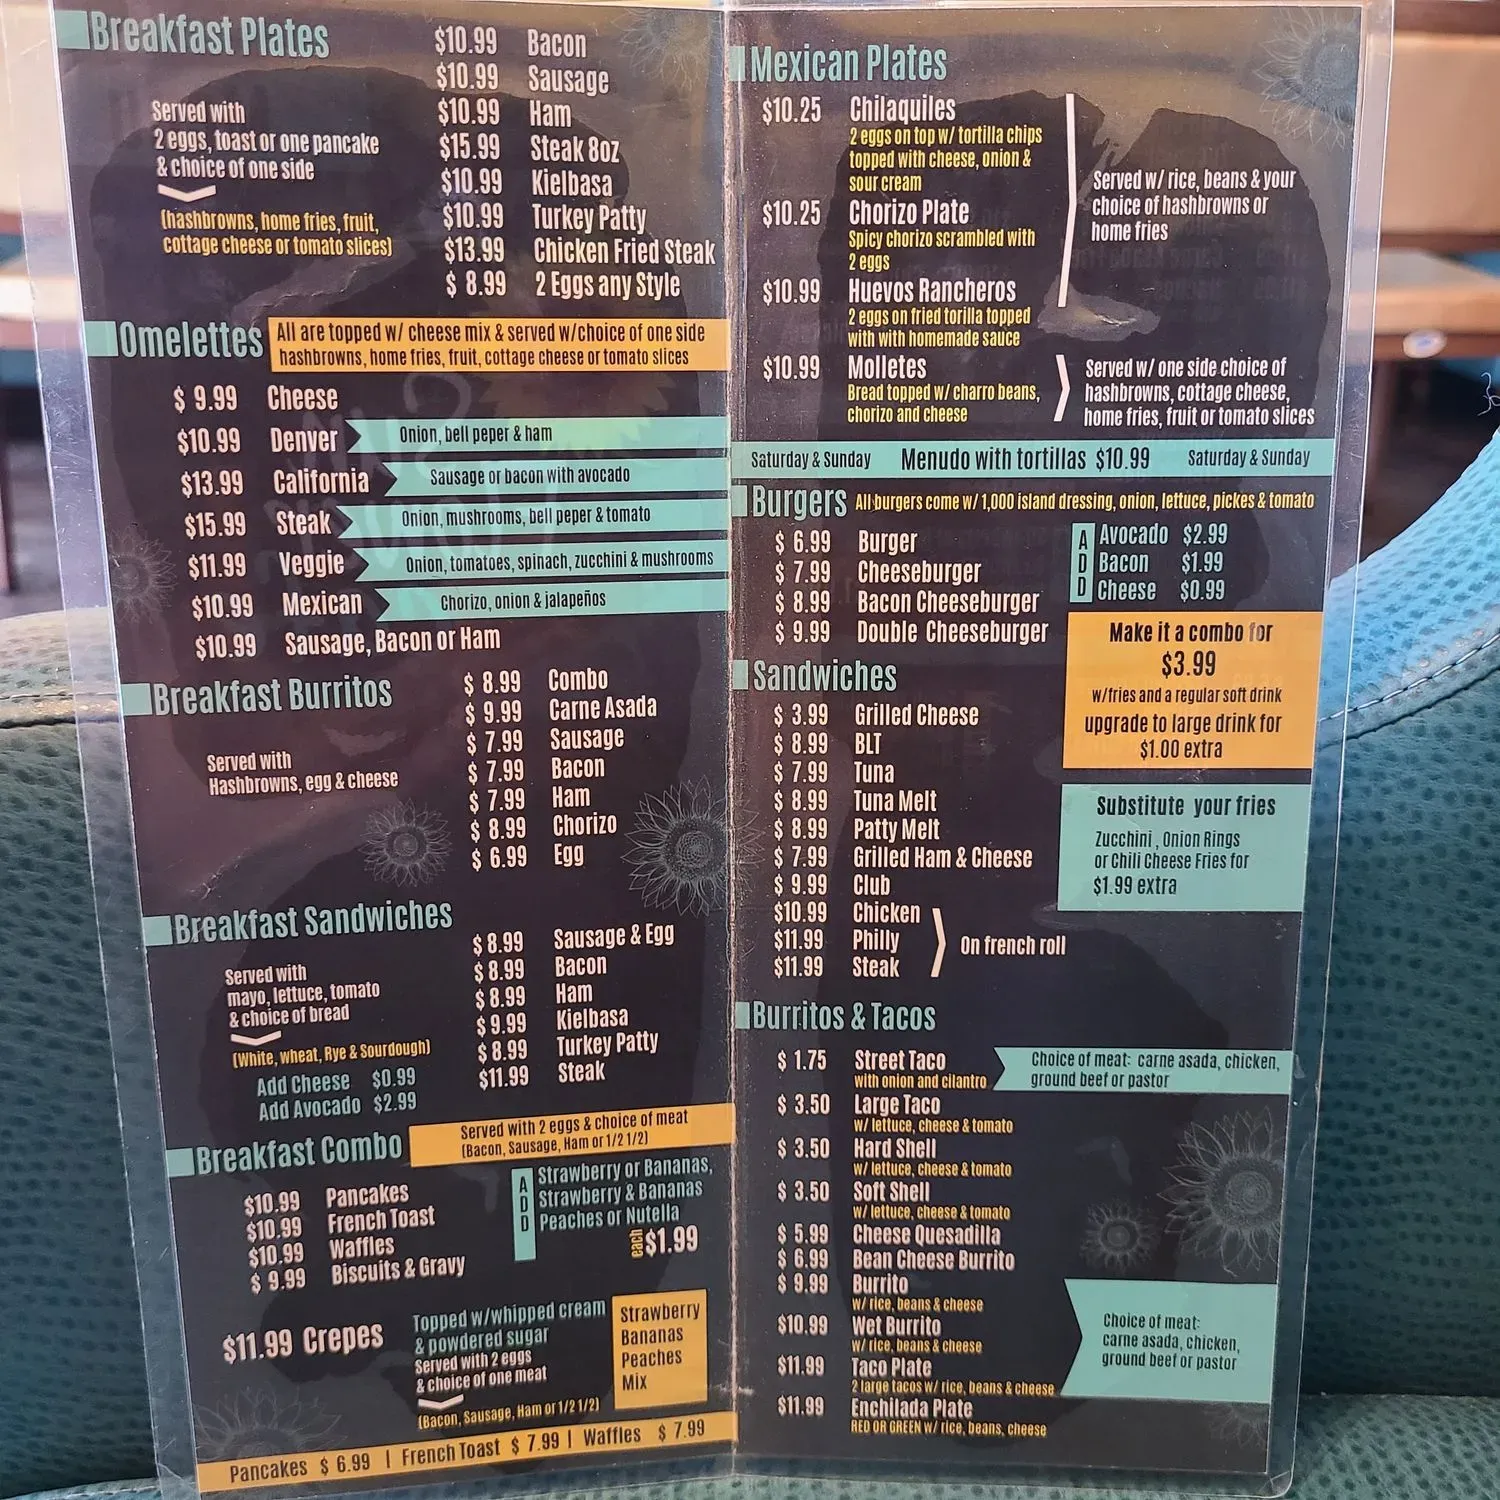 Breakfast Plates
Served with
2 eggs, toast or one pancake
& choice of one side
(hashbrowns, home fries, fruit,
cottage cheese or tomato slices)
$10.99 Bacon
$10.99 Sausage
$10.99 Ham
$15.99 Steak 8oz
$10.99 Kielbasa
$10.99 Turkey Patty
$13.99 Chicken Fried Steak
$ 8.99 2 Eggs any Style
Omelettes
All are topped w/ cheese mix & served w/choice of one side
hashbrowns, home fries, fruit, cottage cheese or tomato slices
$ 9.99 Cheese
$10.99 Denver Onion, bell peper & ham
$13.99 California Sausage or bacon with avocado
$15.99 Steak Onion, mushrooms, bell peper & tomato
$11.99 Veggie Onion, tomatoes, spinach, zucchini & mushrooms
$10.99 Mexican Chorizo, onion & jalapeños
$10.99 Sausage, Bacon or Ham
Breakfast Burritos
Served with
Hashbrowns, egg & cheese
$ 8.99 Combo
$ 9.99 Carne Asada
$ 7.99 Sausage
$ 7.99 Bacon
$ 7.99 Ham
$ 8.99 Chorizo
$ 6.99 Egg
Breakfast Sandwiches
Served with
mayo, lettuce, tomato
& choice of bread
(White, wheat, Rye & Sourdough)
Add Cheese $0.99
Add Avocado $2.99
$ 8.99 Sausage & Egg
$ 8.99 Bacon
$ 8.99 Ham
$ 9.99 Kielbasa
$ 8.99 Turkey Patty
$11.99 Steak
Breakfast Combo
Served with 2 eggs & choice of meat
(Bacon, Sausage, Ham or 1/2 1/2)
$10.99 Pancakes
$10.99 French Toast
$10.99 Waffles
$ 9.99 Biscuits & Gravy
ADD
Strawberry or Bananas,
Strawberry & Bananas
Peaches or Nutella
each $1.99
$11.99 Crepes
Topped w/whipped cream
& powdered sugar
Served with 2 eggs
& choice of one meat
(Bacon, Sausage, Ham or 1/2 1/2)
Strawberry
Bananas
Peaches
Mix
Pancakes $ 6.99 | French Toast $ 7.99 | Waffles $ 7.99
Mexican Plates
$10.25 Chilaquiles
2 eggs on top w/ tortilla chips
topped with cheese, onion &
sour cream
$10.25 Chorizo Plate
Spicy chorizo scrambled with
2 eggs
$10.99 Huevos Rancheros
2 eggs on fried torilla topped
with with homemade sauce
Served w/ rice, beans & your
choice of hashbrowns or
home fries
$10.99 Molletes
Bread topped w/ charro beans,
chorizo and cheese
Served w/ one side choice of
hashbrowns, cottage cheese,
home fries, fruit or tomato slices
Saturday & Sunday Menudo with tortillas $10.99 Saturday & Sunday
Burgers All burgers come w/ 1,000 island dressing, onion, lettuce, pickes & tomato
$ 6.99 Burger
$ 7.99 Cheeseburger
$ 8.99 Bacon Cheeseburger
$ 9.99 Double Cheeseburger
ADD
Avocado $2.99
Bacon $1.99
Cheese $0.99
Make it a combo for
$3.99
w/fries and a regular soft drink
upgrade to large drink for
$1.00 extra
Sandwiches
$ 3.99 Grilled Cheese
$ 8.99 BLT
$ 7.99 Tuna
$ 8.99 Tuna Melt
$ 8.99 Patty Melt
$ 7.99 Grilled Ham & Cheese
$ 9.99 Club
$10.99 Chicken
$11.99 Philly
$11.99 Steak
On french roll
Substitute your fries
Zucchini , Onion Rings
or Chili Cheese Fries for
$1.99 extra
Burritos & Tacos
$ 1.75 Street Taco
with onion and cilantro
Choice of meat: carne asada, chicken,
ground beef or pastor
$ 3.50 Large Taco
w/ lettuce, cheese & tomato
$ 3.50 Hard Shell
w/ lettuce, cheese & tomato
$ 3.50 Soft Shell
w/ lettuce, cheese & tomato
$ 5.99 Cheese Quesadilla
$ 6.99 Bean Cheese Burrito
$ 9.99 Burrito
w/ rice, beans & cheese
$10.99 Wet Burrito
w/ rice, beans & cheese
$11.99 Taco Plate
2 large tacos w/ rice, beans & cheese
$11.99 Enchilada Plate
RED OR GREEN w/ rice, beans, cheese
Choice of meat:
carne asada, chicken,
ground beef or pastor